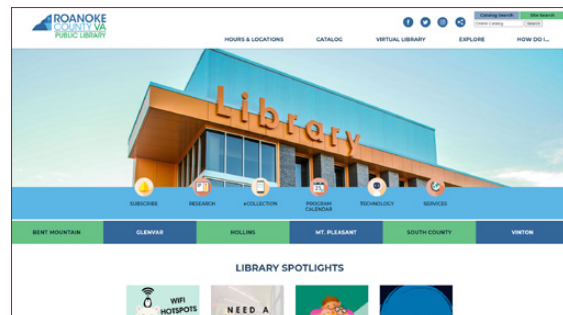 ROANOKE
COUNTY, VA
PUBLIC LIBRARY
Catalog Search Site Search
Search
HOURS & LOCATIONS CATALOG VIRTUAL LIBRARY EXPLORE HOW DO I...
Library
SUBSCRIBE RESEARCH eCOLLECTION PROGRAM CALENDAR TECHNOLOGY SERVICES
BENT MOUNTAIN GLENVAR HOLLINS MT. PLEASANT SOUTH COUNTY VINTON
LIBRARY SPOTLIGHTS
WIFI
HOTSPOTS
NEED A